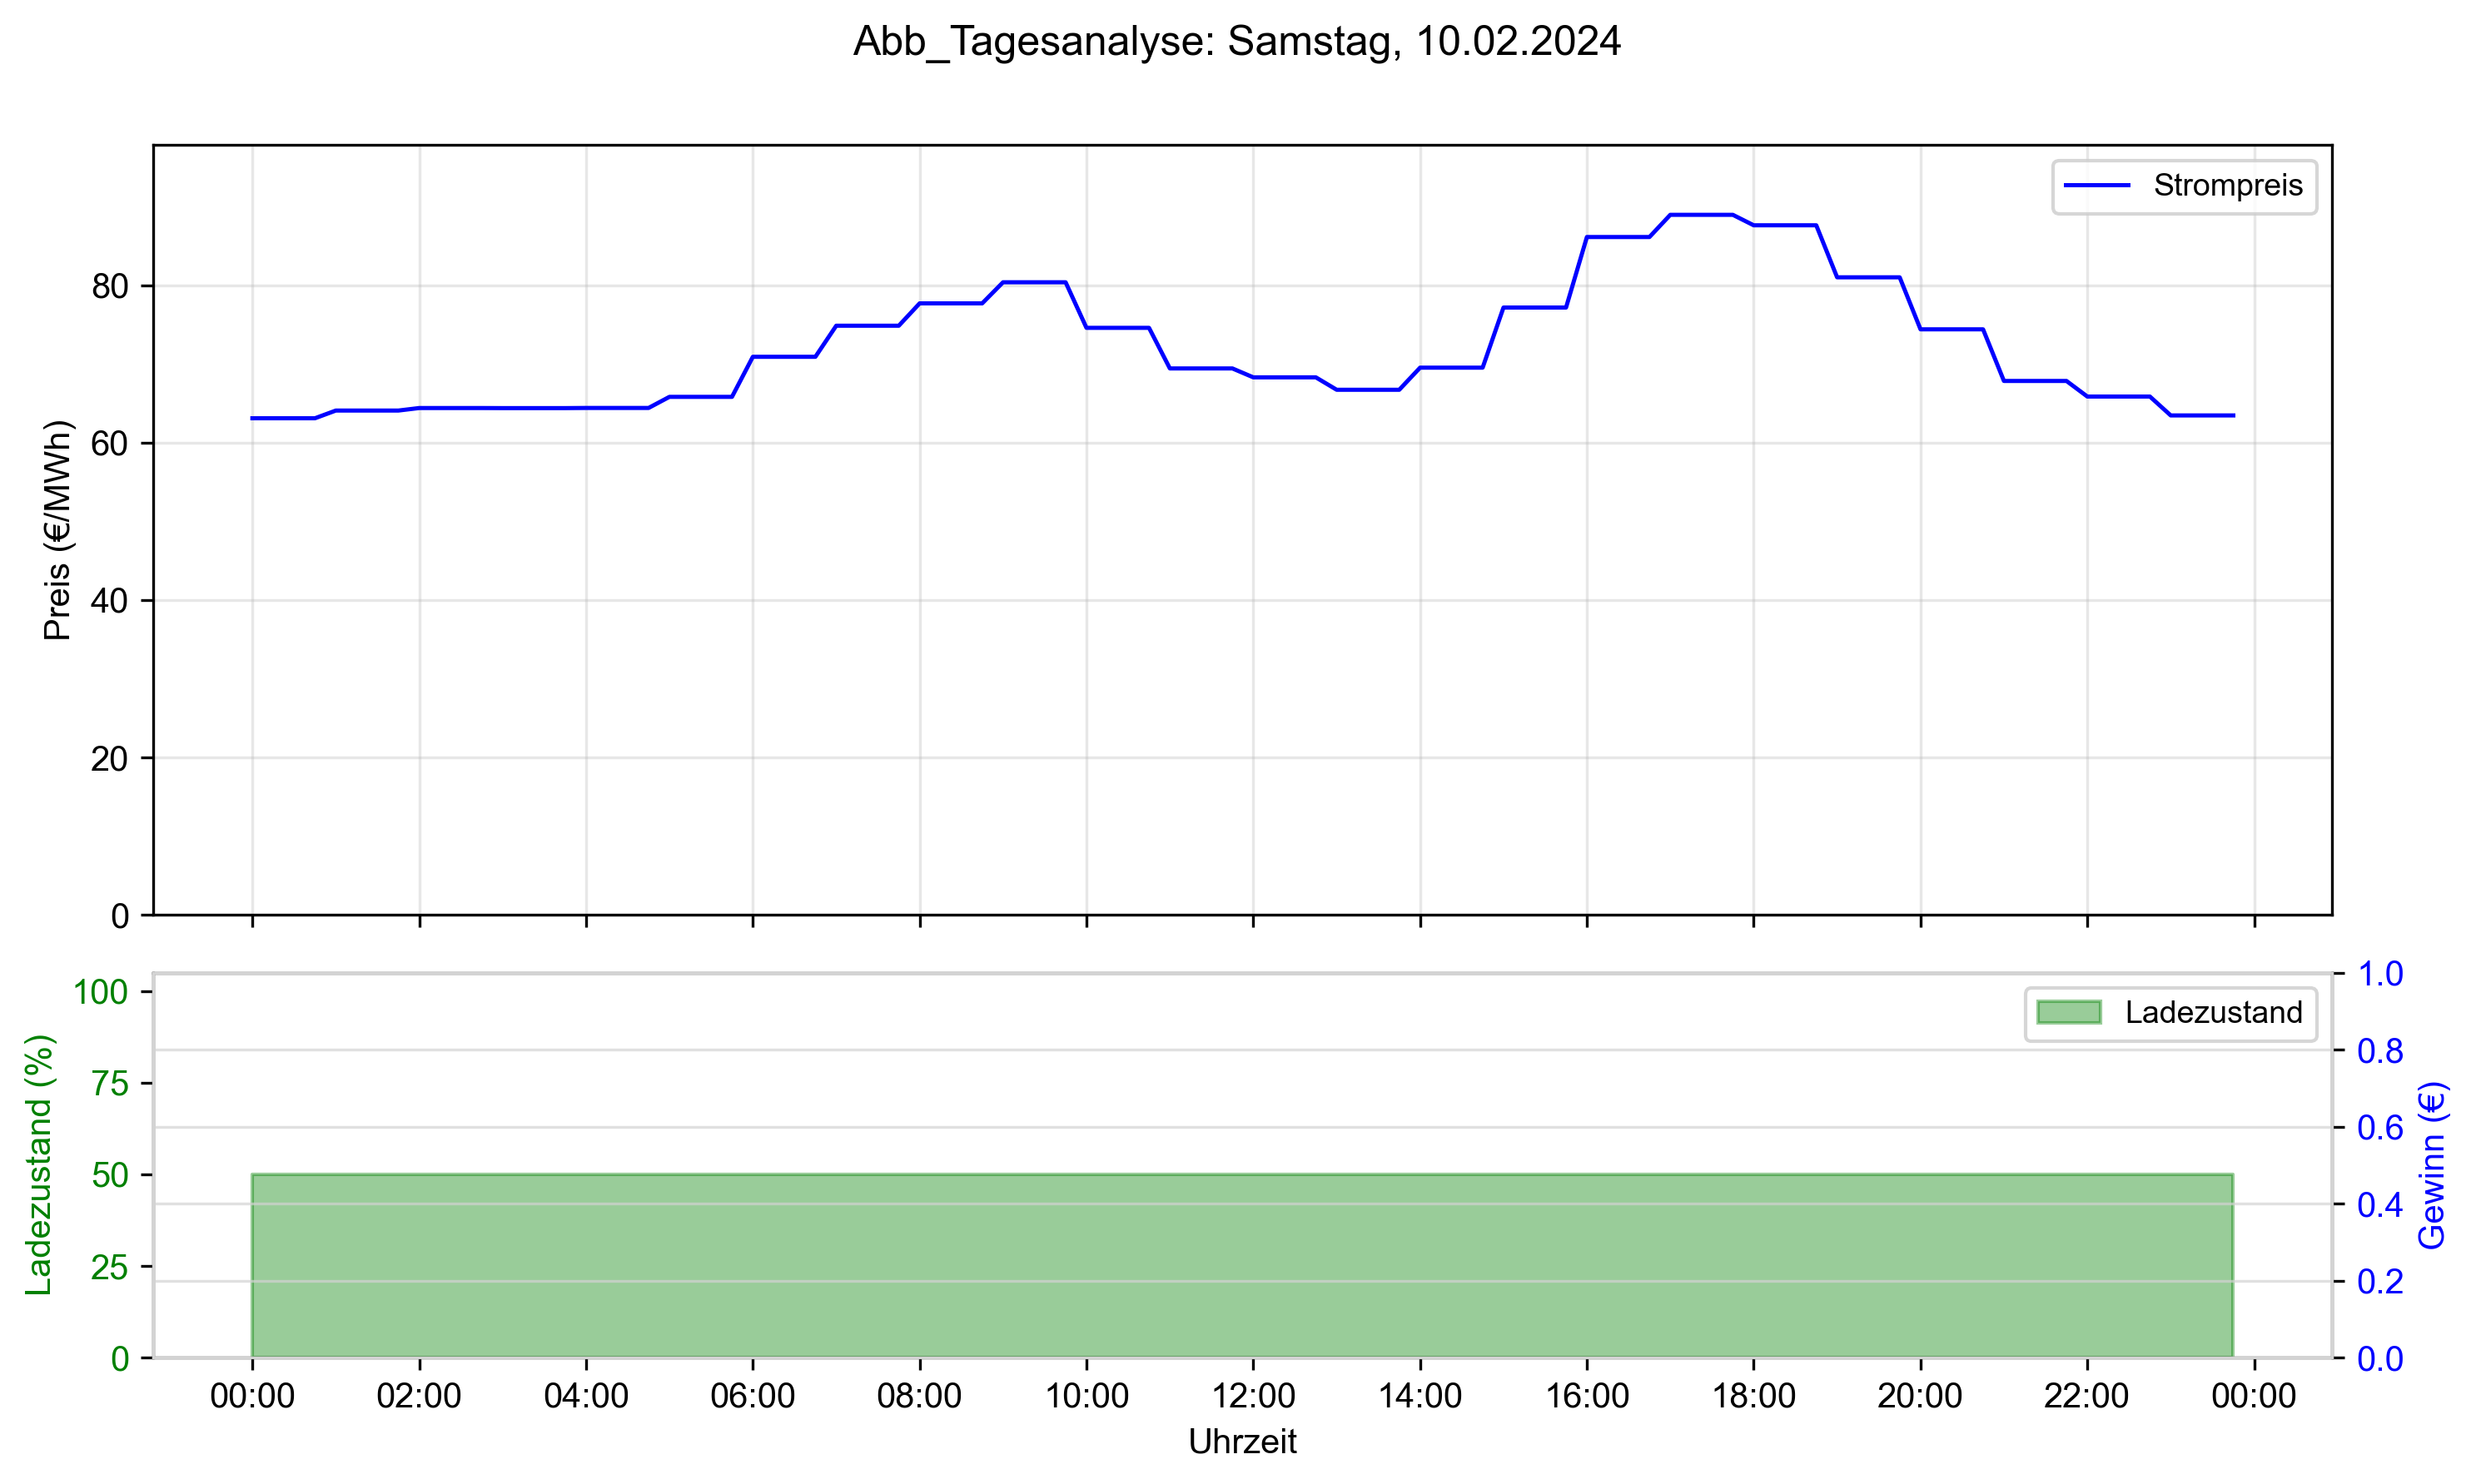 Abb_Tagesanalyse: Samstag, 10.02.2024
Strompreis
Preis (€/MWh)
80
60
40
20
0
Ladezustand
Ladezustand (%)
100
75
50
25
0
1.0
0.8
0.6
0.4
0.2
0.0
Gewinn (€)
00:00 02:00 04:00 06:00 08:00 10:00 12:00 14:00 16:00 18:00 20:00 22:00 00:00
Uhrzeit